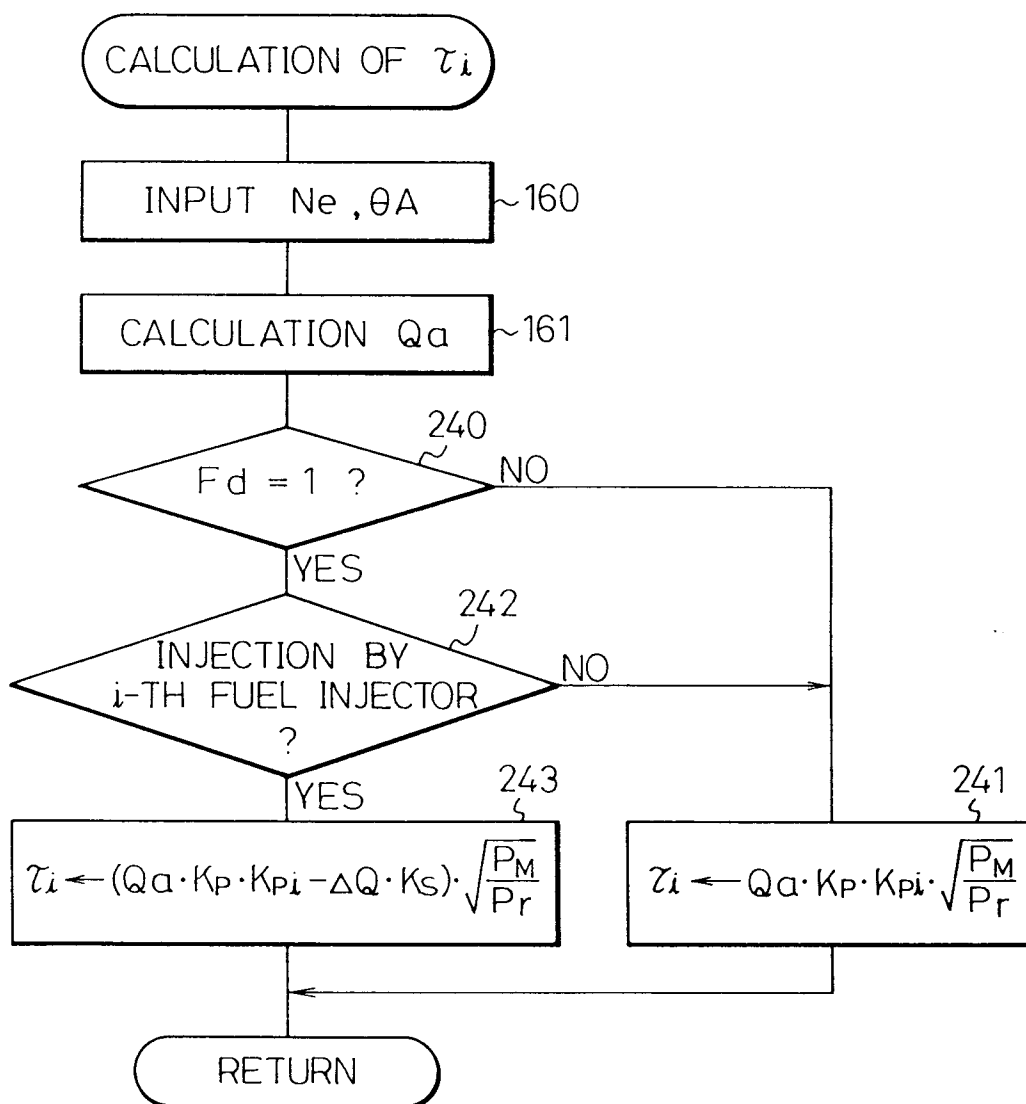 CALCULATION OF τi
INPUT Ne, θA
160
CALCULATION Qa
161
240
Fd = 1 ?
NO
YES
242
INJECTION BY
i-TH FUEL INJECTOR
?
NO
YES
243
τi ← (Qa·KP·KPi − ΔQ·KS)·√(PM/Pr)
241
τi ← Qa·KP·KPi·√(PM/Pr)
RETURN